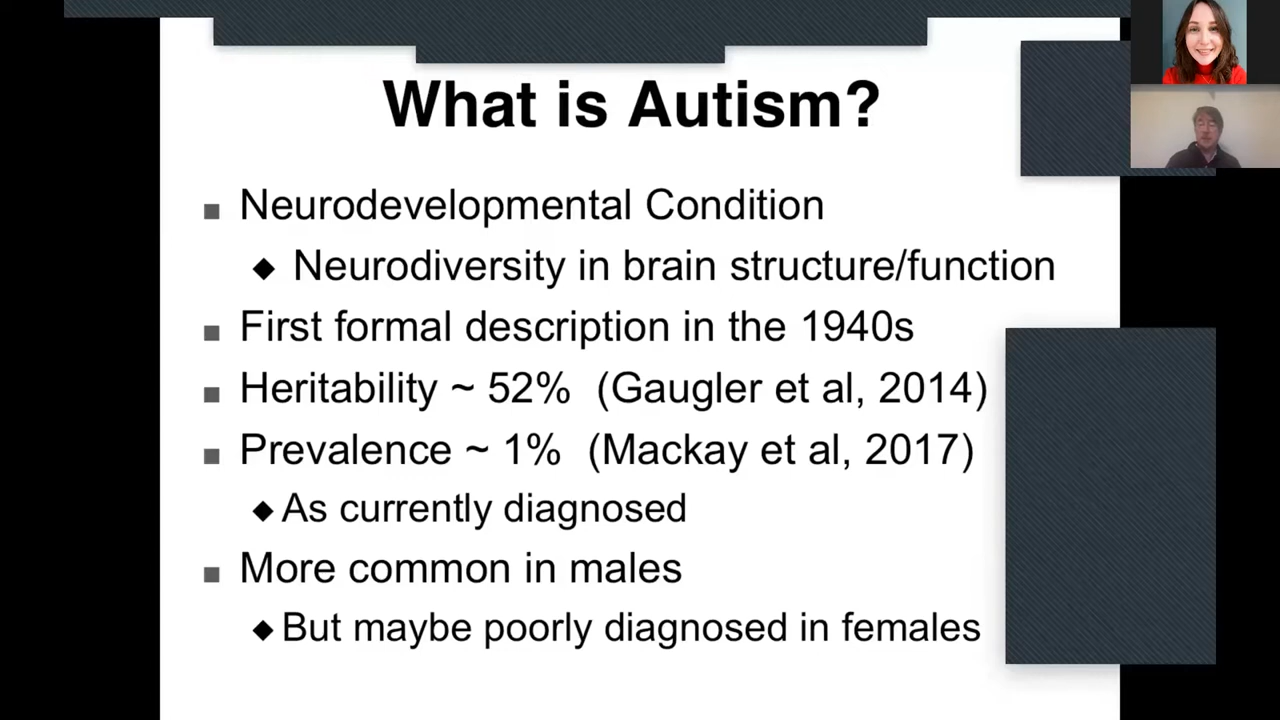 What is Autism?
Neurodevelopmental Condition
Neurodiversity in brain structure/function
First formal description in the 1940s
Heritability ~ 52% (Gaugler et al, 2014)
Prevalence ~ 1% (Mackay et al, 2017)
As currently diagnosed
More common in males
But maybe poorly diagnosed in females